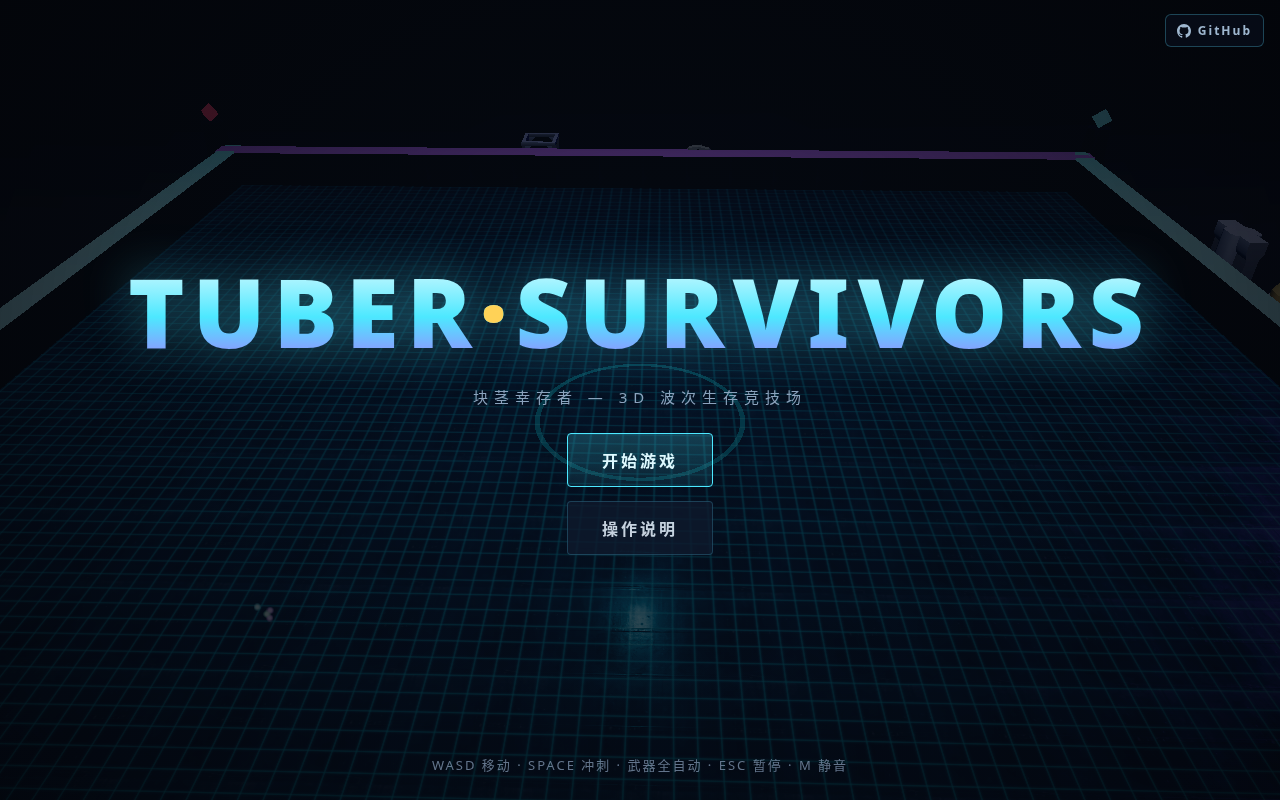 GitHub
TUBER·SURVIVORS
块茎幸存者 — 3D 波次生存竞技场
开始游戏
操作说明
WASD 移动 · SPACE 冲刺 · 武器全自动 · ESC 暂停 · M 静音